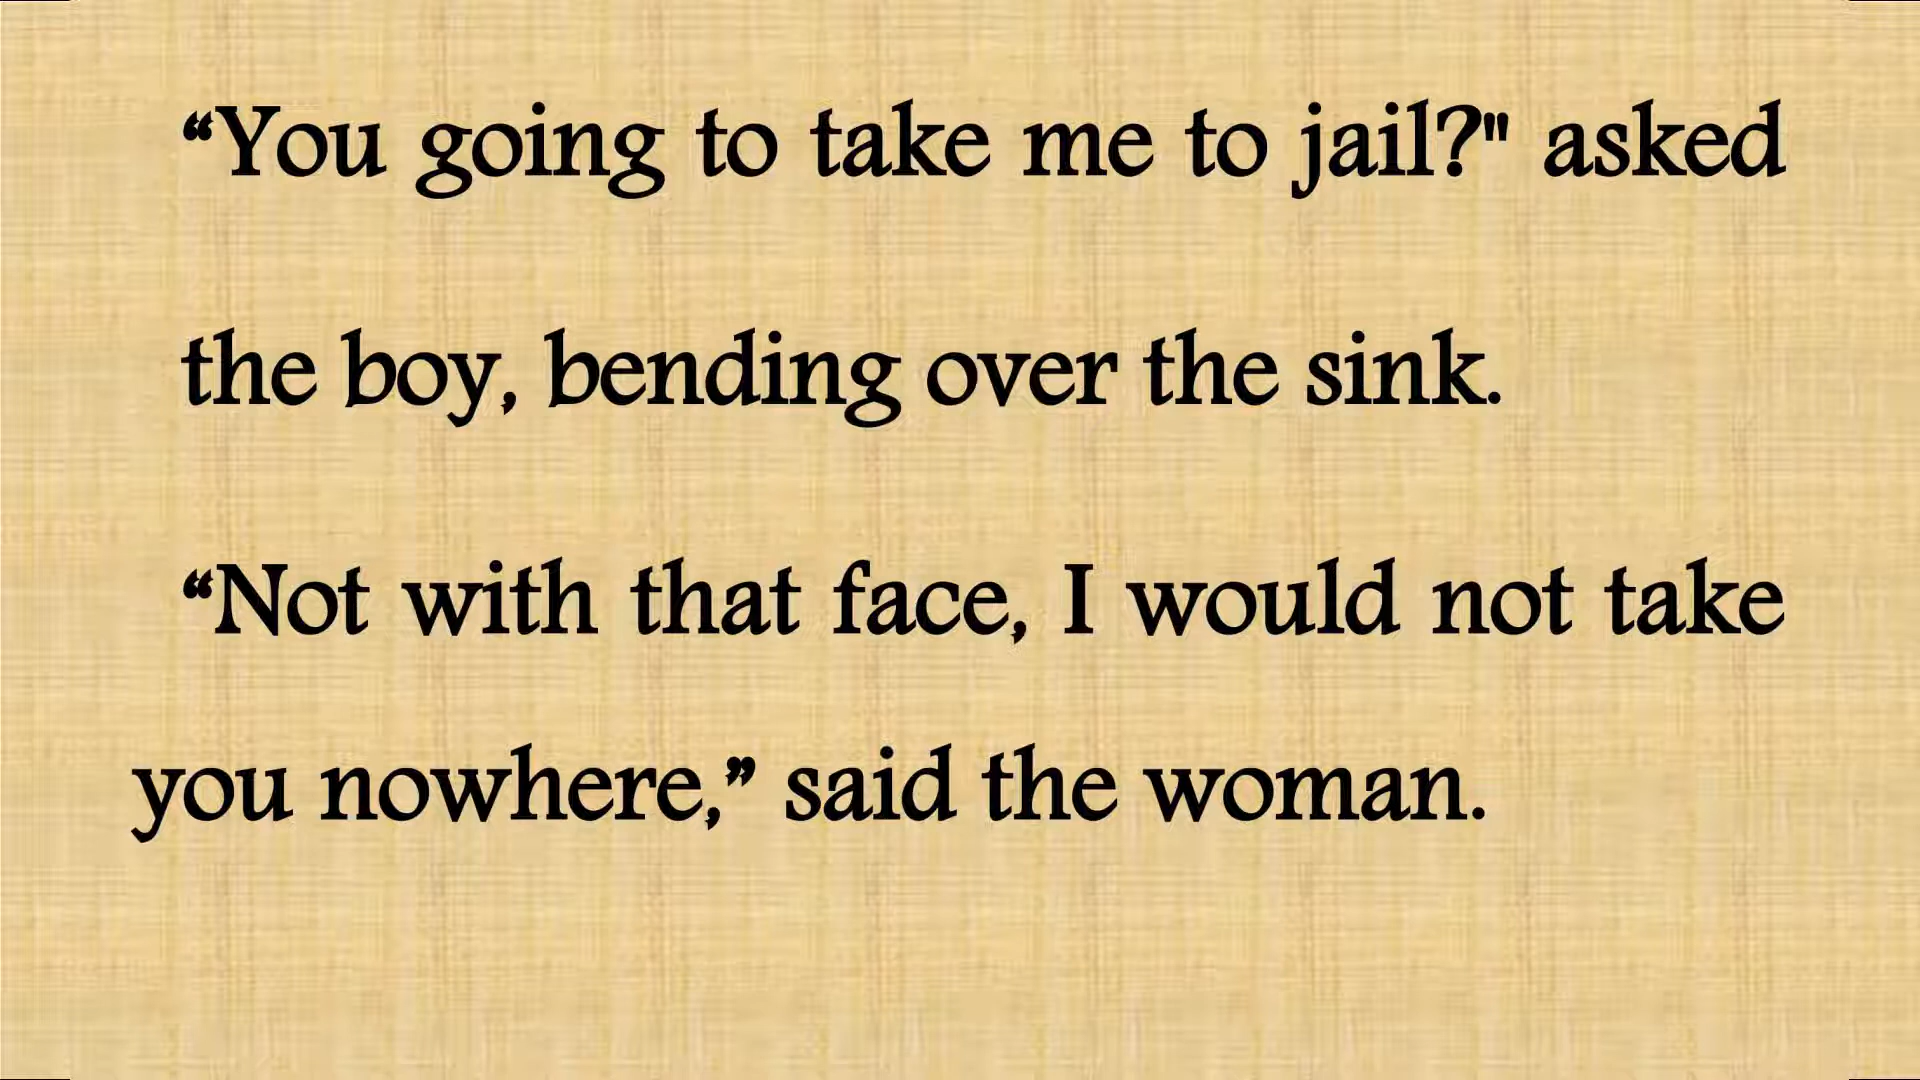 “You going to take me to jail?" asked
the boy, bending over the sink.
“Not with that face, I would not take
you nowhere,” said the woman.